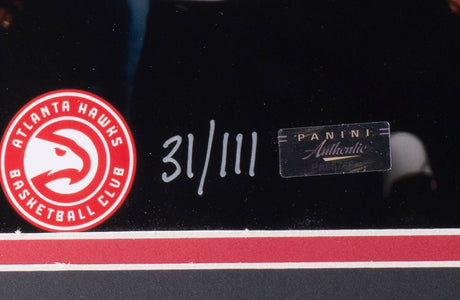 ATLANTA HAWKS
BASKETBALL CLUB
31/111
PANINI
Authentic